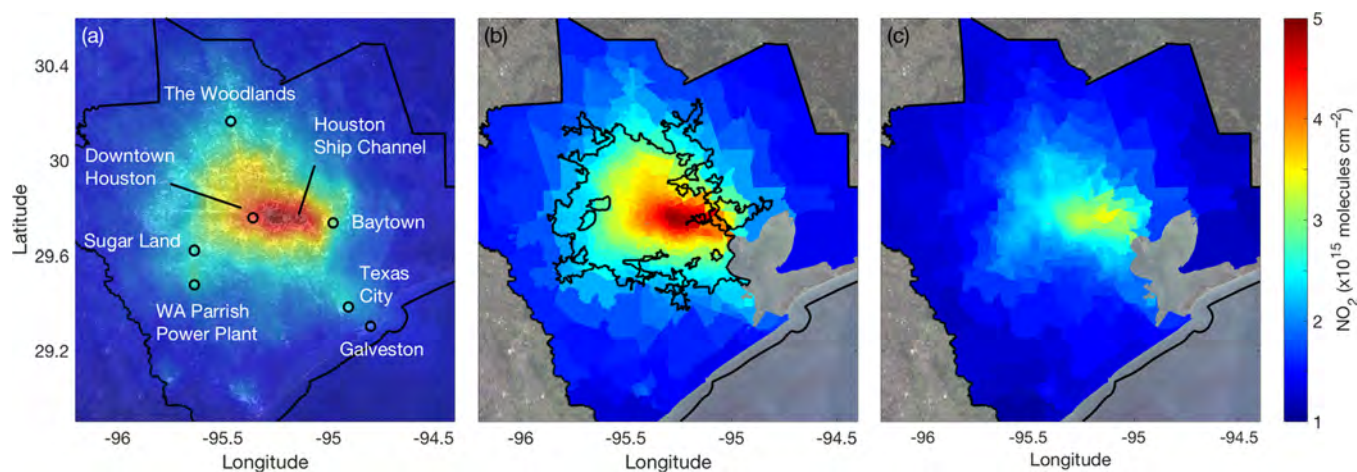 (a)
(b)
(c)
30.4
30
29.6
29.2
Latitude
The Woodlands
Houston
Ship Channel
Downtown
Houston
Baytown
Sugar Land
Texas
City
WA Parrish
Power Plant
Galveston
-96
-95.5
-95
-94.5
Longitude
-96
-95.5
-95
-94.5
Longitude
-96
-95.5
-95
-94.5
Longitude
5
4
3
2
1
NO₂ (x10¹⁵ molecules cm⁻²)